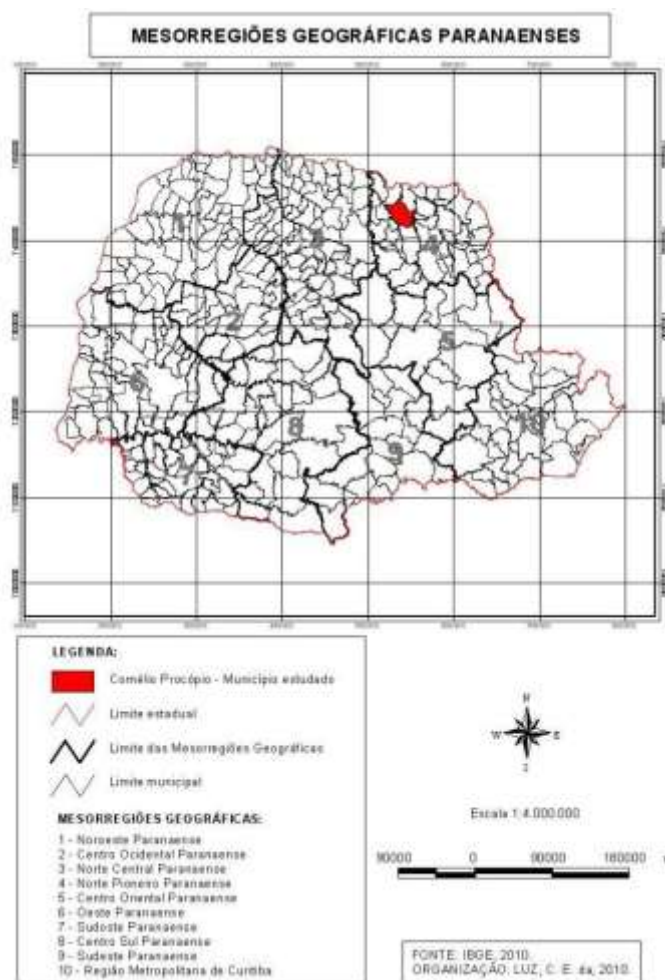 MESORREGIÕES GEOGRÁFICAS PARANAENSES
1
3
4
2
5
6
8
10
9
7
LEGENDA:
Cornélio Procópio - Município estudado
Limite estadual
Limite das Mesorregiões Geográficas
Limite municipal
MESORREGIÕES GEOGRÁFICAS:
1 - Noroeste Paranaense
2 - Centro Ocidental Paranaense
3 - Norte Central Paranaense
4 - Norte Pioneiro Paranaense
5 - Centro Oriental Paranaense
6 - Oeste Paranaense
7 - Sudoste Paranaense
8 - Centro Sul Paranaense
9 - Sudeste Paranaense
10 - Região Metropolitana de Curitiba
N
W E
Escala 1:4.000.000
90000 0 90000 180000
FONTE: IBGE, 2010.
ORGANIZAÇÃO: LUZ, C. E. da, 2010.